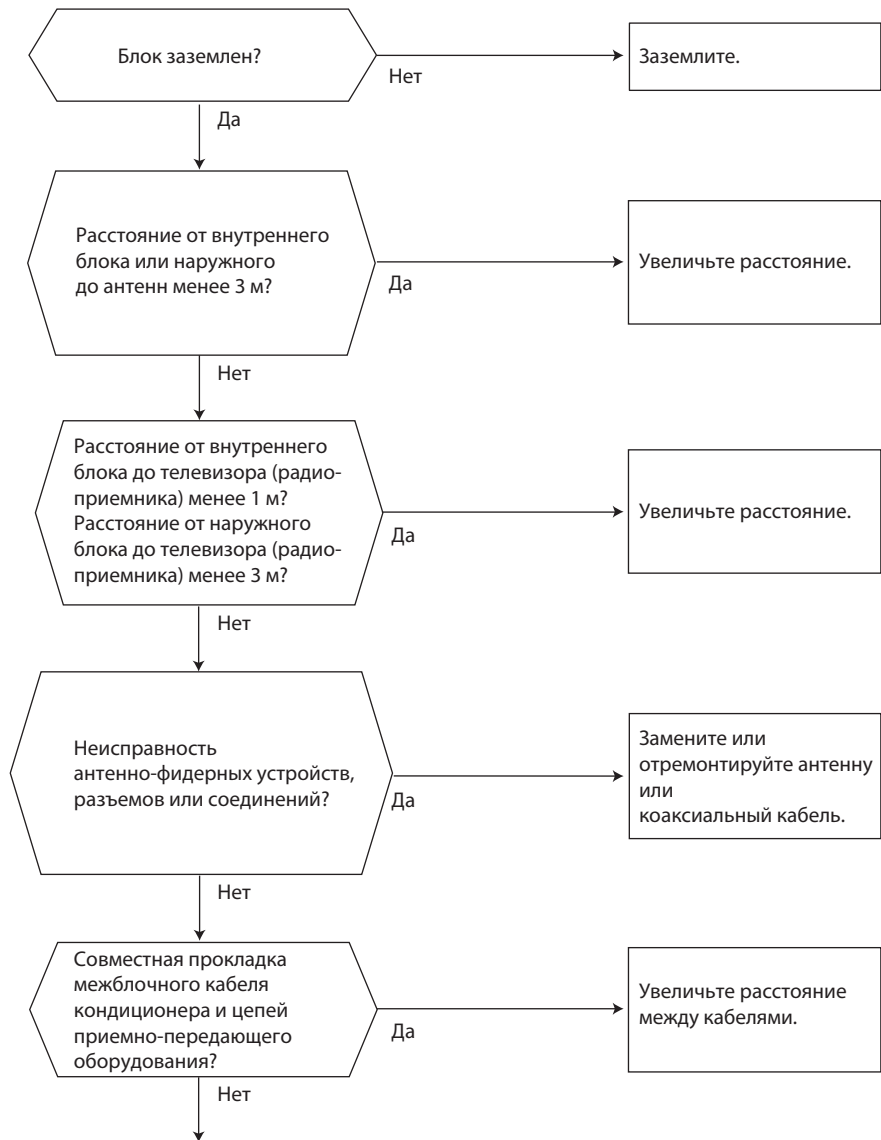 Блок заземлен?
Нет
Заземлите.
Да
Расстояние от внутреннего
блока или наружного
до антенн менее 3 м?
Да
Увеличьте расстояние.
Нет
Расстояние от внутреннего
блока до телевизора (радио-
приемника) менее 1 м?
Расстояние от наружного
блока до телевизора (радио-
приемника) менее 3 м?
Да
Увеличьте расстояние.
Нет
Неисправность
антенно-фидерных устройств,
разъемов или соединений?
Да
Замените или
отремонтируйте антенну
или
коаксиальный кабель.
Нет
Совместная прокладка
межблочного кабеля
кондиционера и цепей
приемно-передающего
оборудования?
Да
Увеличьте расстояние
между кабелями.
Нет